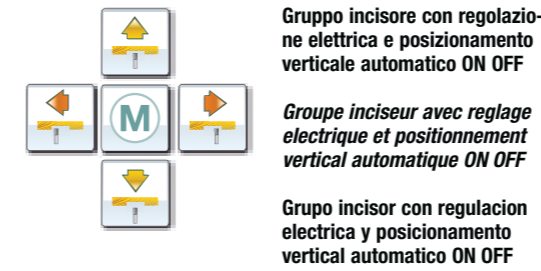 M
Gruppo incisore con regolazio-
ne elettrica e posizionamento
verticale automatico ON OFF
Groupe inciseur avec reglage
electrique et positionnement
vertical automatique ON OFF
Grupo incisor con regulacion
electrica y posicionamento
vertical automatico ON OFF